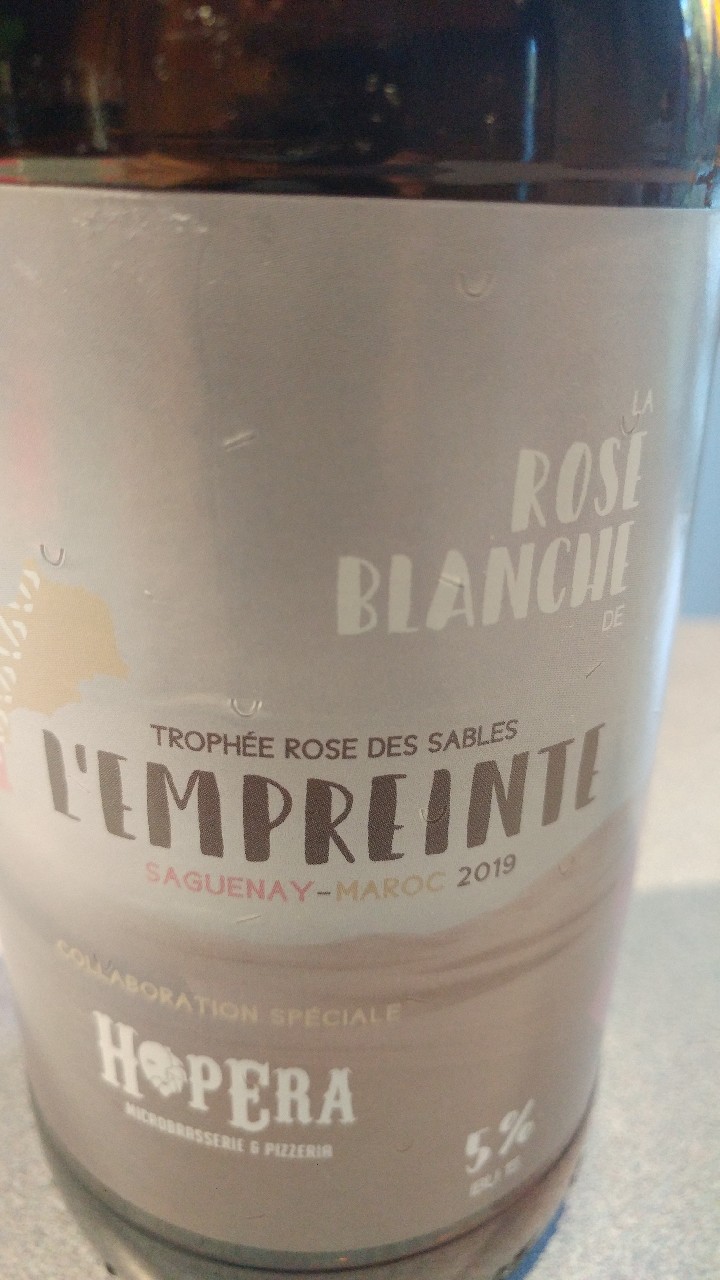 LA
ROSE
BLANCHE
DE
TROPHÉE ROSE DES SABLES
L'EMPREINTE
SAGUENAY-MAROC 2019
COLLABORATION SPÉCIALE
HOPERA
MICROBRASSERIE & PIZZERIA
5%